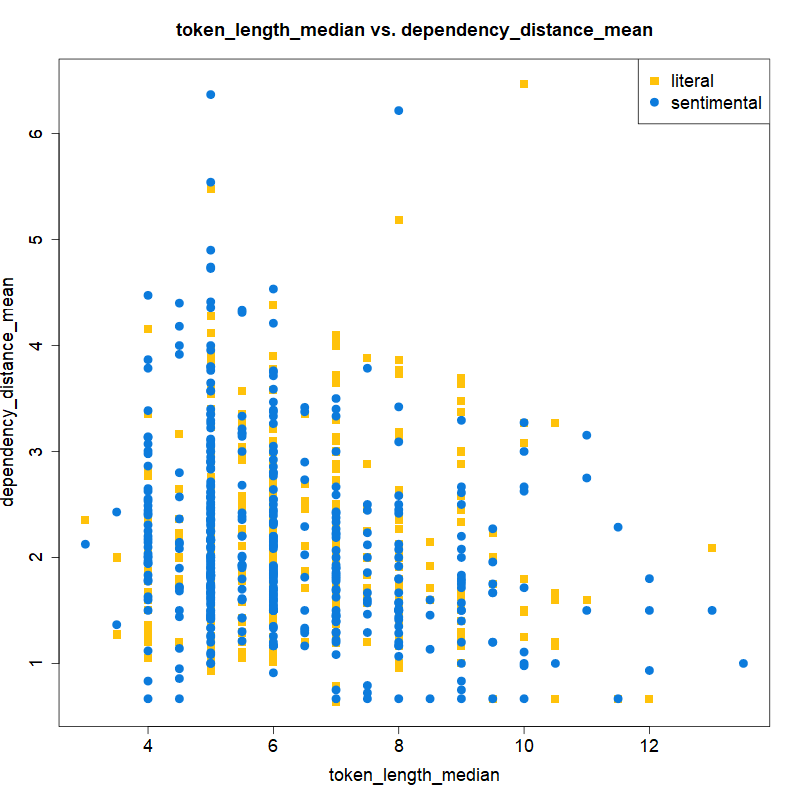 token_length_median vs. dependency_distance_mean
literal
sentimental
6
5
4
3
2
1
dependency_distance_mean
4
6
8
10
12
token_length_median